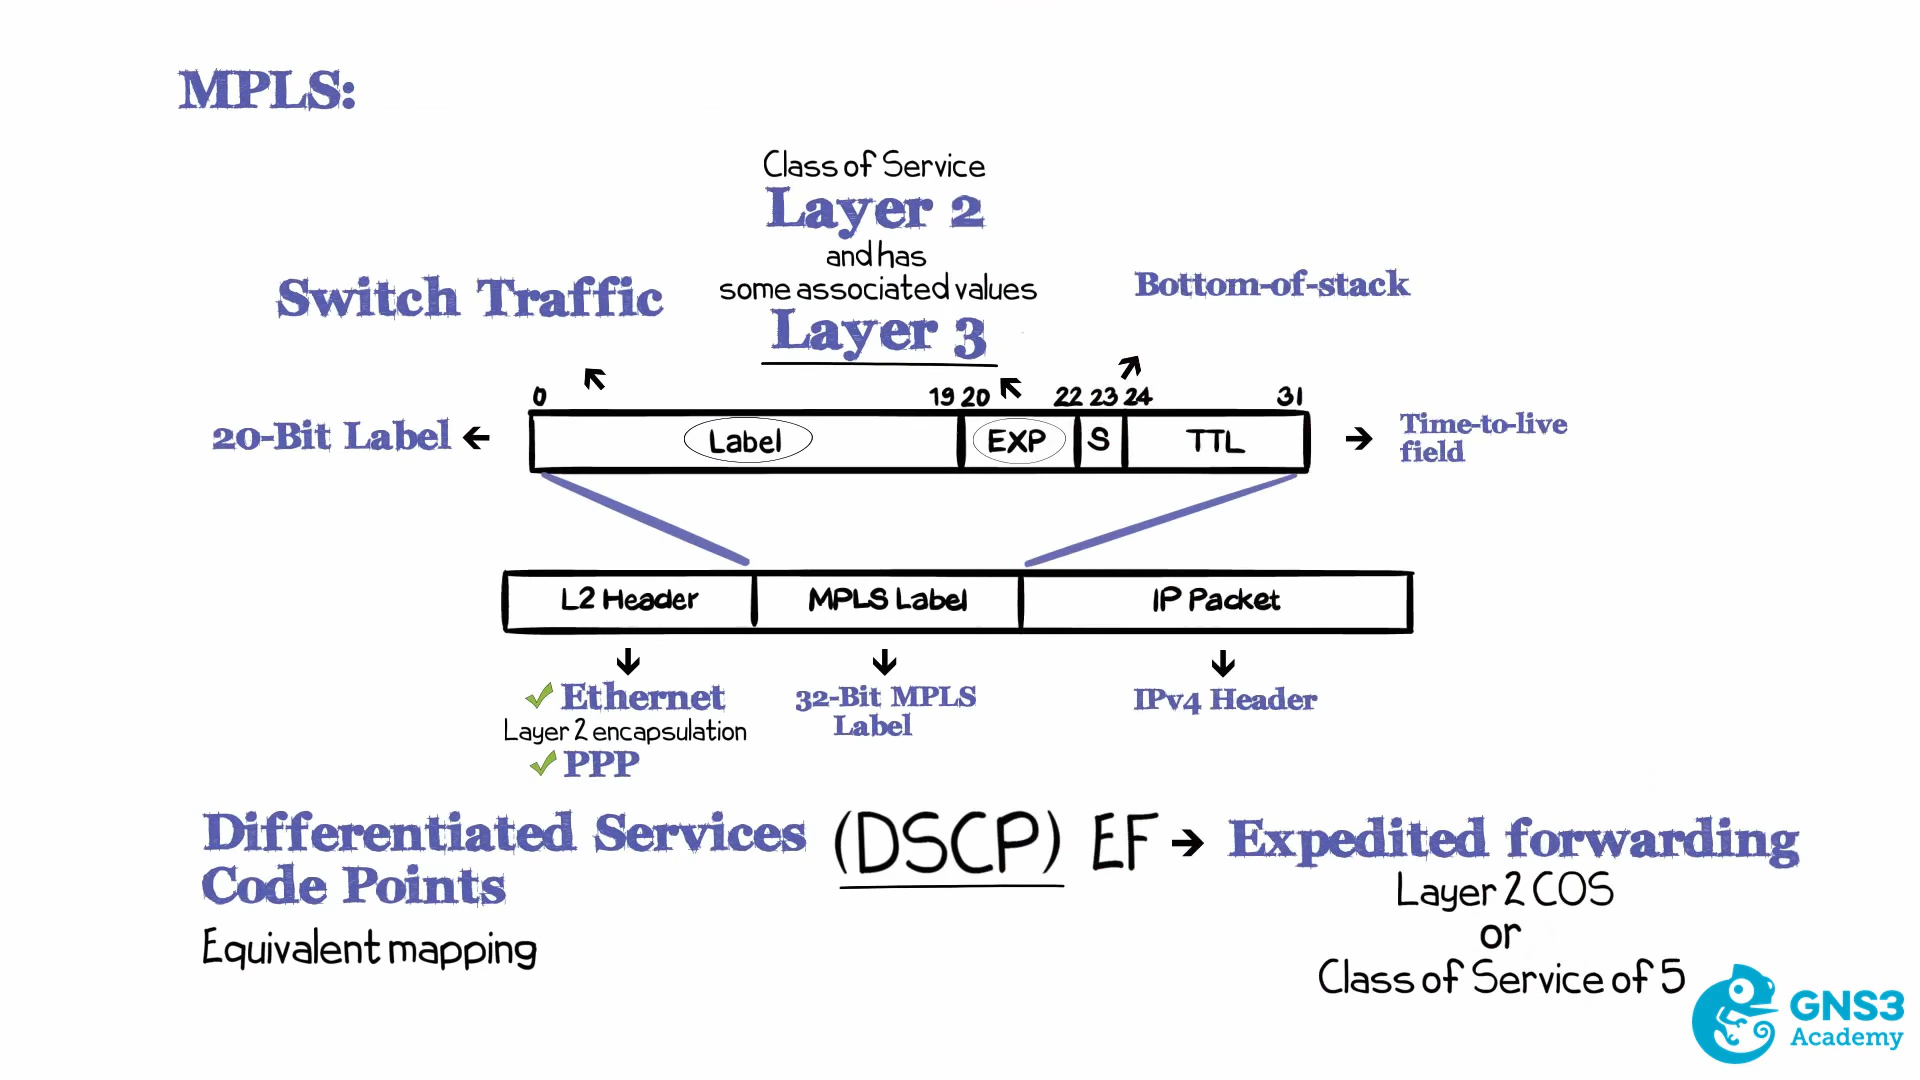 MPLS:
Class of Service
Layer 2
and has
some associated values
Layer 3
Switch Traffic
Bottom-of-stack
0 19 20 22 23 24 31
20-Bit Label
Label EXP S TTL
Time-to-live
field
L2 Header MPLS Label IP Packet
Ethernet
Layer 2 encapsulation
PPP
32-Bit MPLS
Label
IPv4 Header
Differentiated Services
Code Points
(DSCP) EF
Expedited forwarding
Equivalent mapping
Layer 2 COS
or
Class of Service of 5
GNS3
Academy